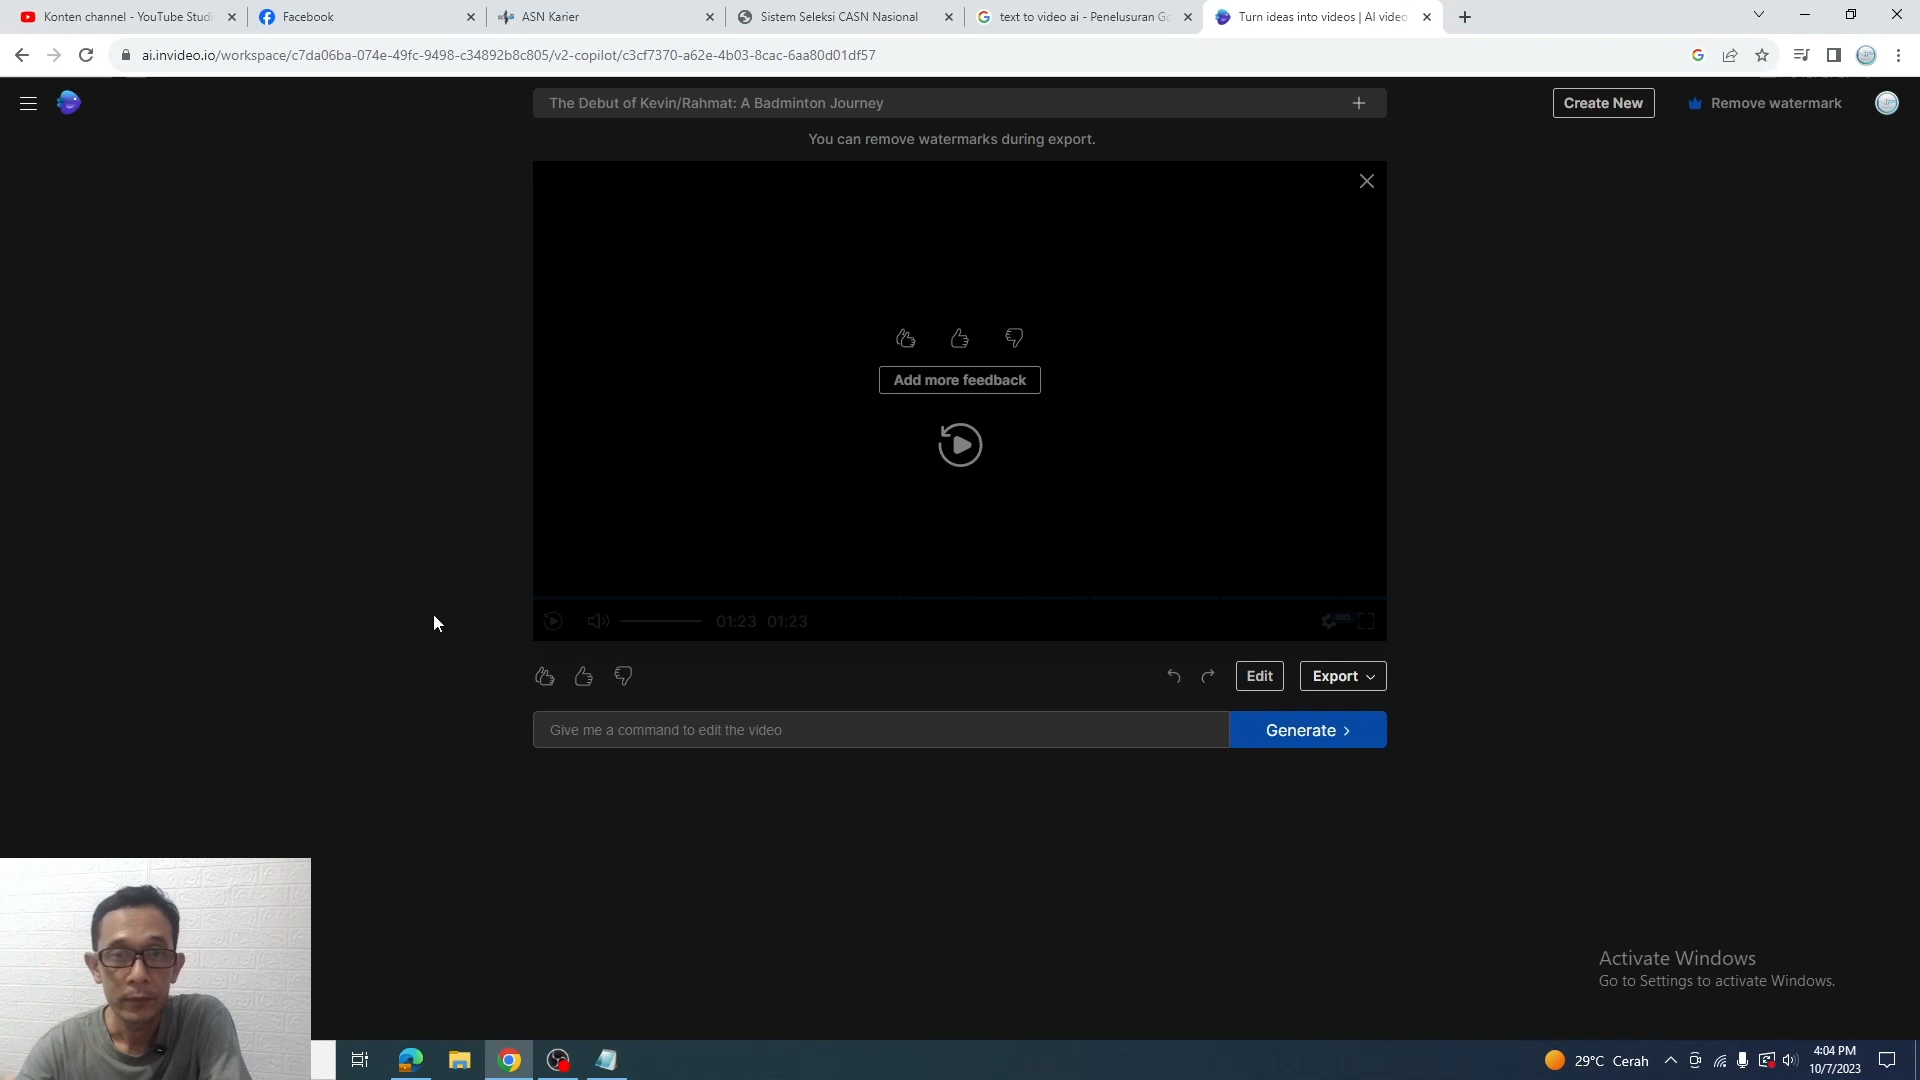 Konten channel - YouTube Studi
Facebook
ASN Karier
Sistem Seleksi CASN Nasional
text to video ai - Penelusuran Go
Turn ideas into videos | AI video
ai.invideo.io/workspace/c7da06ba-074e-49fc-9498-c34892b8c805/v2-copilot/c3cf7370-a62e-4b03-8cac-6aa80d01df57
The Debut of Kevin/Rahmat: A Badminton Journey
Create New
Remove watermark
You can remove watermarks during export.
Add more feedback
01:23 01:23
Edit
Export
Give me a command to edit the video
Generate
Activate Windows
Go to Settings to activate Windows.
29°C Cerah
4:04 PM
10/7/2023